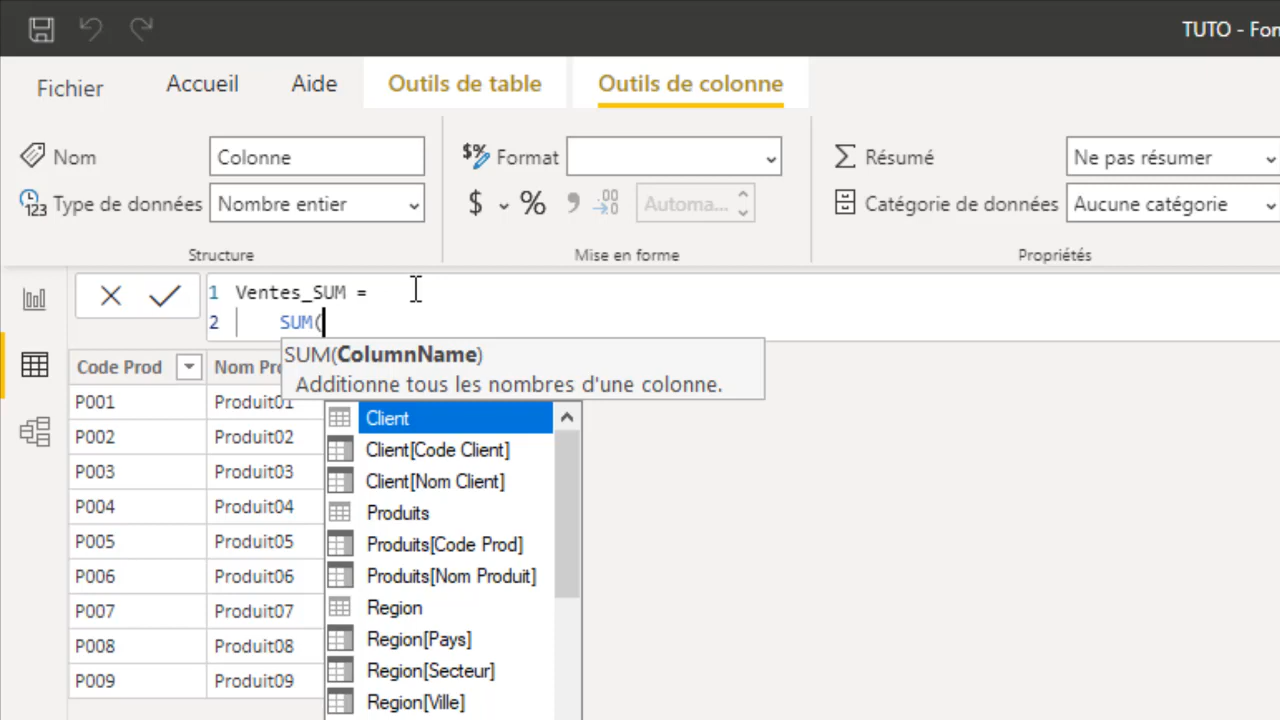 TUTO - Fon
Fichier
Accueil
Aide
Outils de table
Outils de colonne
Nom
Colonne
$% Format
Résumé
Ne pas résumer
123 Type de données
Nombre entier
$ % , .00
Automa...
Catégorie de données
Aucune catégorie
Structure
Mise en forme
Propriétés
1 Ventes_SUM =
2 SUM(
SUM(ColumnName)
Additionne tous les nombres d'une colonne.
Code Prod
Nom Pro
P001 Produit01
P002 Produit02
P003 Produit03
P004 Produit04
P005 Produit05
P006 Produit06
P007 Produit07
P008 Produit08
P009 Produit09
Client
Client[Code Client]
Client[Nom Client]
Produits
Produits[Code Prod]
Produits[Nom Produit]
Region
Region[Pays]
Region[Secteur]
Region[Ville]